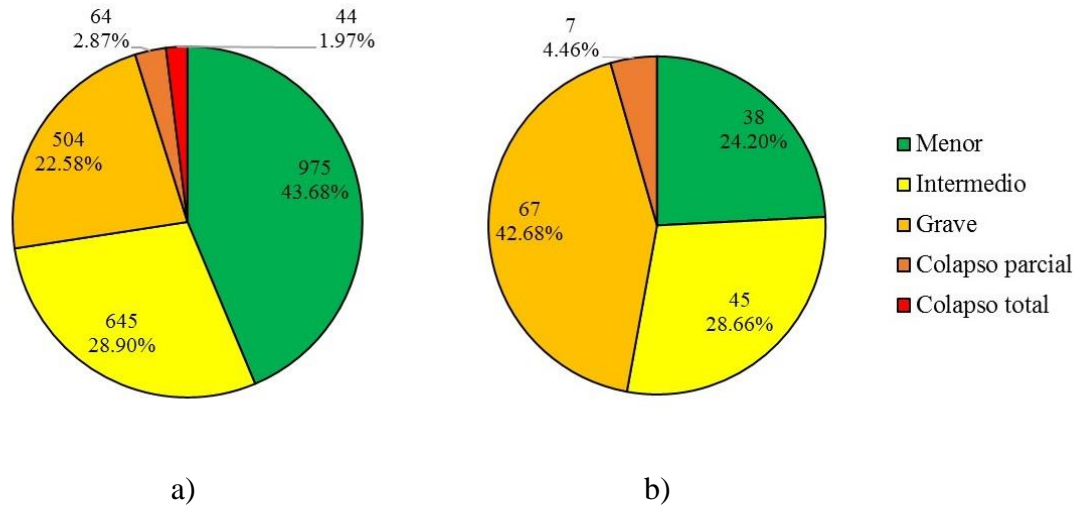 64
2.87%
44
1.97%
504
22.58%
975
43.68%
645
28.90%
7
4.46%
38
24.20%
67
42.68%
45
28.66%
Menor
Intermedio
Grave
Colapso parcial
Colapso total
a)
b)